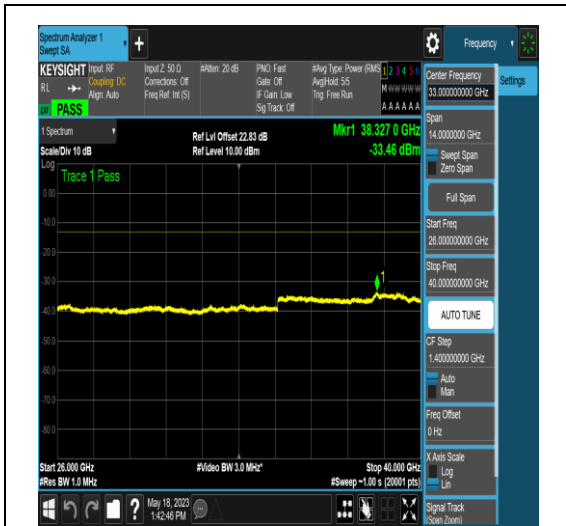 Spectrum Analyzer 1
Swept SA
+
Frequency
KEYSIGHT
RL
PASS
Input: RF
Coupling: DC
Align: Auto
Input Z: 50 Ω
Corrections: Off
Freq Ref: Int (S)
#Atten: 20 dB
PNO: Fast
Gate: Off
IF Gain: Low
Sig Track: Off
#Avg Type: Power (RMS
Avg|Hold: 5/5
Trig: Free Run
1 2 3 4 5 6
M W W W W W
A A A A A A
1 Spectrum
Scale/Div 10 dB
Ref Lvl Offset 22.83 dB
Ref Level 10.00 dBm
Mkr1 38.327 0 GHz
-33.46 dBm
Log
Trace 1 Pass
0.00
-10.0
-20.0
-30.0
-40.0
-50.0
-60.0
-70.0
-80.0
1
Start 26.000 GHz
#Res BW 1.0 MHz
#Video BW 3.0 MHz*
Stop 40.000 GHz
#Sweep ~1.00 s (20001 pts)
May 18, 2023
1:42:46 PM
?
Center Frequency
33.000000000 GHz
Span
14.0000000 GHz
Swept Span
Zero Span
Full Span
Start Freq
26.000000000 GHz
Stop Freq
40.000000000 GHz
AUTO TUNE
CF Step
1.400000000 GHz
Auto
Man
Freq Offset
0 Hz
X Axis Scale
Log
Lin
Signal Track
(Span Zoom)
Settings